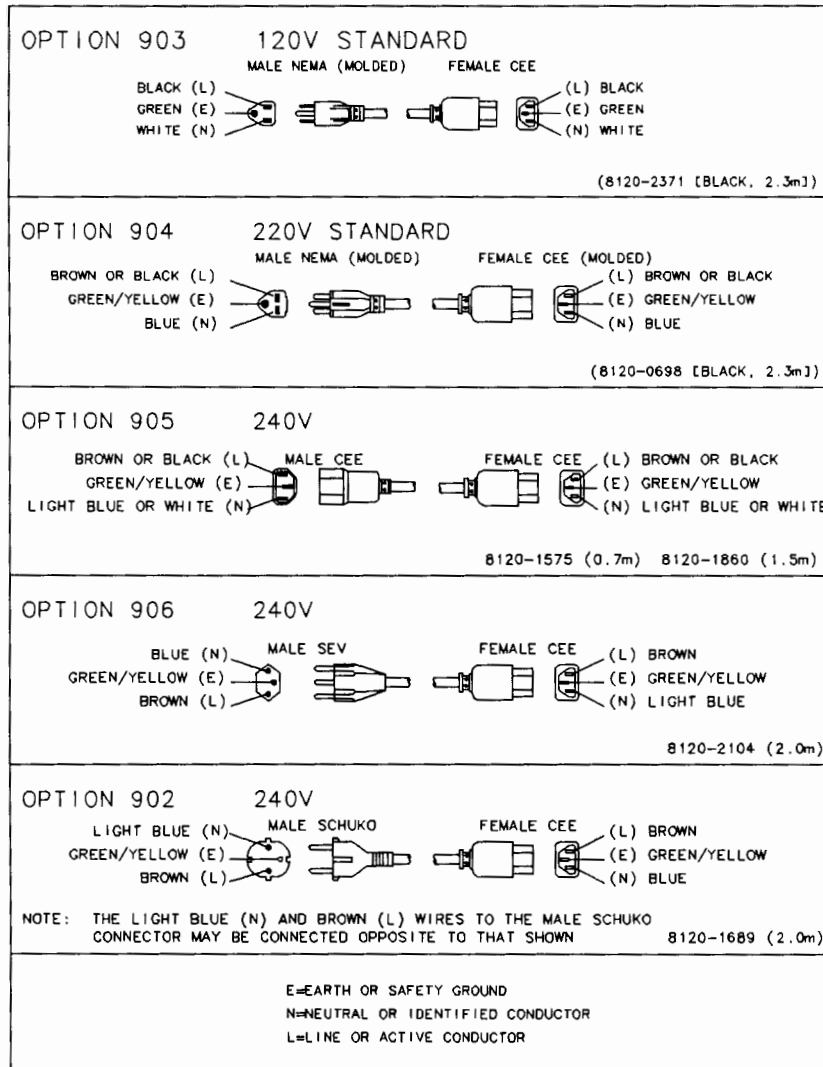 OPTION 903 120V STANDARD
MALE NEMA (MOLDED) FEMALE CEE
BLACK (L) (L) BLACK
GREEN (E) (E) GREEN
WHITE (N) (N) WHITE
(8120-2371 [BLACK, 2.3m])
OPTION 904 220V STANDARD
MALE NEMA (MOLDED) FEMALE CEE (MOLDED)
BROWN OR BLACK (L) (L) BROWN OR BLACK
GREEN/YELLOW (E) (E) GREEN/YELLOW
BLUE (N) (N) BLUE
(8120-0698 [BLACK, 2.3m])
OPTION 905 240V
BROWN OR BLACK (L) MALE CEE FEMALE CEE (L) BROWN OR BLACK
GREEN/YELLOW (E) (E) GREEN/YELLOW
LIGHT BLUE OR WHITE (N) (N) LIGHT BLUE OR WHITE
8120-1575 (0.7m) 8120-1860 (1.5m)
OPTION 906 240V
BLUE (N) MALE SEV FEMALE CEE (L) BROWN
GREEN/YELLOW (E) (E) GREEN/YELLOW
BROWN (L) (N) LIGHT BLUE
8120-2104 (2.0m)
OPTION 902 240V
LIGHT BLUE (N) MALE SCHUKO FEMALE CEE (L) BROWN
GREEN/YELLOW (E) (E) GREEN/YELLOW
BROWN (L) (N) BLUE
NOTE: THE LIGHT BLUE (N) AND BROWN (L) WIRES TO THE MALE SCHUKO
CONNECTOR MAY BE CONNECTED OPPOSITE TO THAT SHOWN 8120-1689 (2.0m)
E=EARTH OR SAFETY GROUND
N=NEUTRAL OR IDENTIFIED CONDUCTOR
L=LINE OR ACTIVE CONDUCTOR